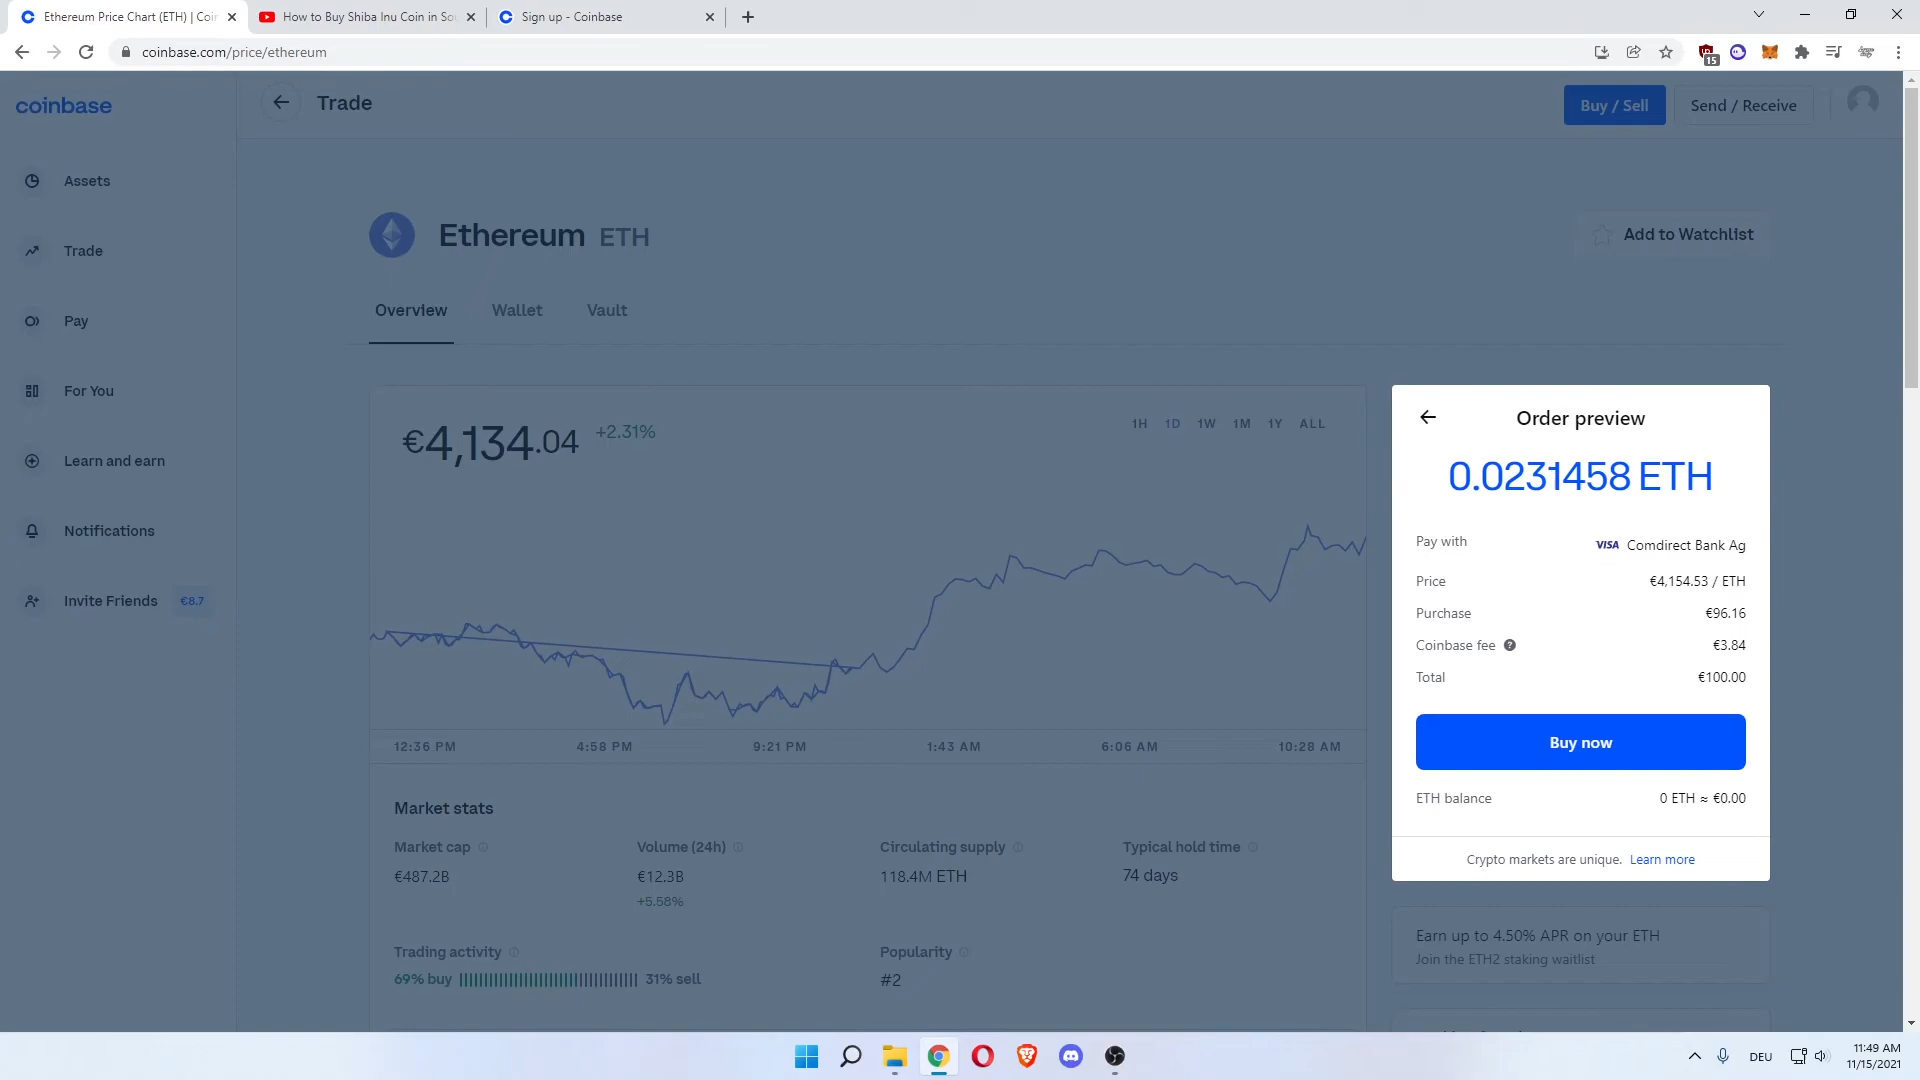 Ethereum Price Chart (ETH) | Coin
How to Buy Shiba Inu Coin in Sou
Sign up - Coinbase
coinbase.com/price/ethereum
15
coinbase
Trade
Buy / Sell
Send / Receive
Assets
Trade
Pay
For You
Learn and earn
Notifications
Invite Friends €8.7
Ethereum ETH
Add to Watchlist
Overview Wallet Vault
€4,134.04 +2.31%
1H 1D 1W 1M 1Y ALL
12:36 PM 4:58 PM 9:21 PM 1:43 AM 6:06 AM 10:28 AM
Market stats
Market cap Volume (24h) Circulating supply Typical hold time
€487.2B €12.3B 118.4M ETH 74 days
+5.58%
Trading activity Popularity
69% buy 31% sell #2
Order preview
0.0231458 ETH
Pay with VISA Comdirect Bank Ag
Price €4,154.53 / ETH
Purchase €96.16
Coinbase fee ? €3.84
Total €100.00
Buy now
ETH balance 0 ETH ≈ €0.00
Crypto markets are unique. Learn more
Earn up to 4.50% APR on your ETH
Join the ETH2 staking waitlist
DEU
11:49 AM
11/15/2021